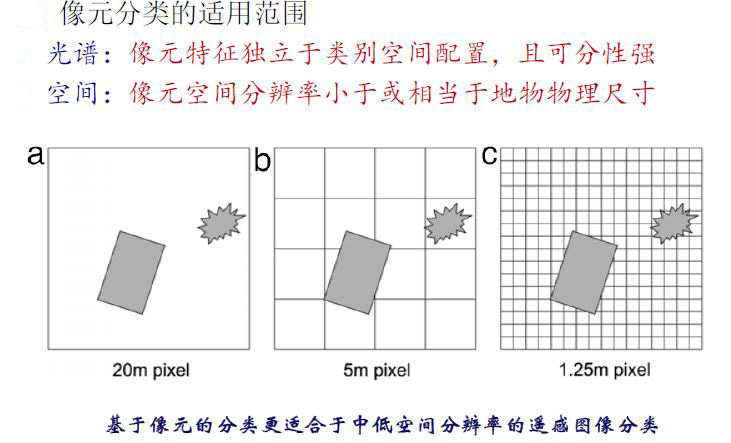 像元分类的适用范围
光谱：像元特征独立于类别空间配置，且可分性强
空间：像元空间分辨率小于或相当于地物物理尺寸
a
b
c
20m pixel
5m pixel
1.25m pixel
基于像元的分类更适合于中低空间分辨率的遥感图像分类